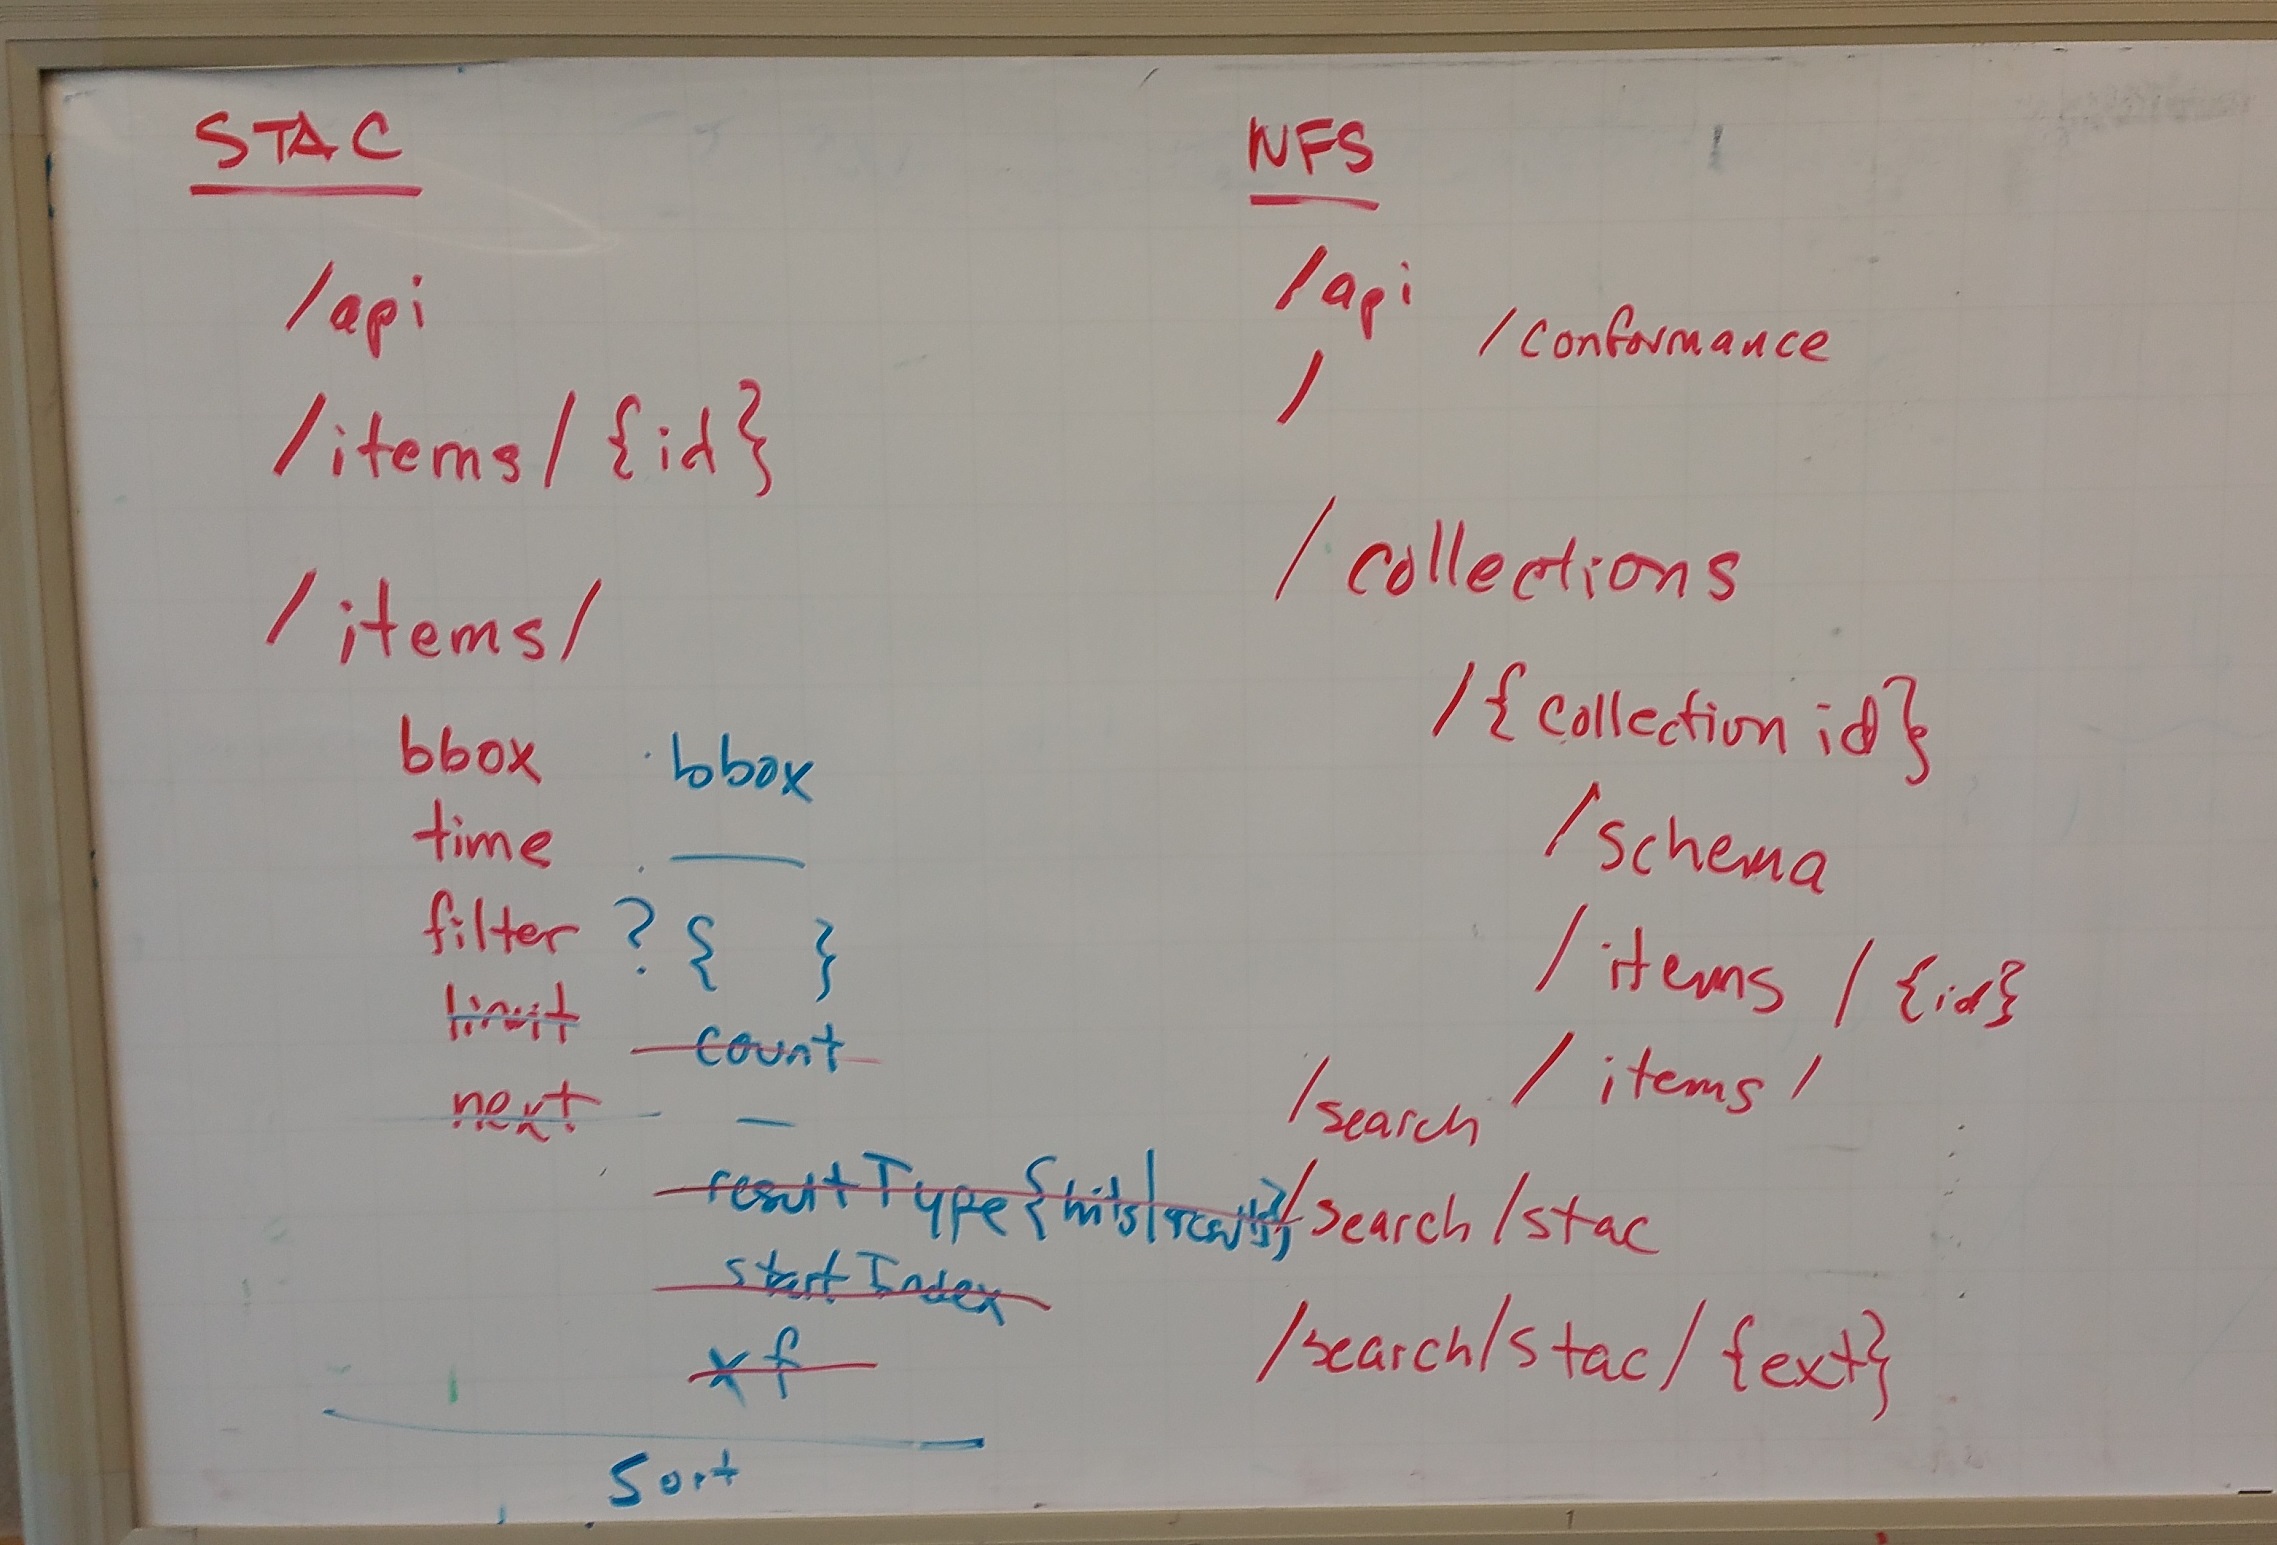 STAC
/api
/items/{id}
/items/
bbox bbox
time —
filter ? { }
limit count
next —
resultType {hits|results}
startIndex
xf
Sort
WFS
/api
/conformance
/
/collections
/{collection id}
/schema
/items/{id}
/items/
/search
/search/stac
/search/stac/{ext}